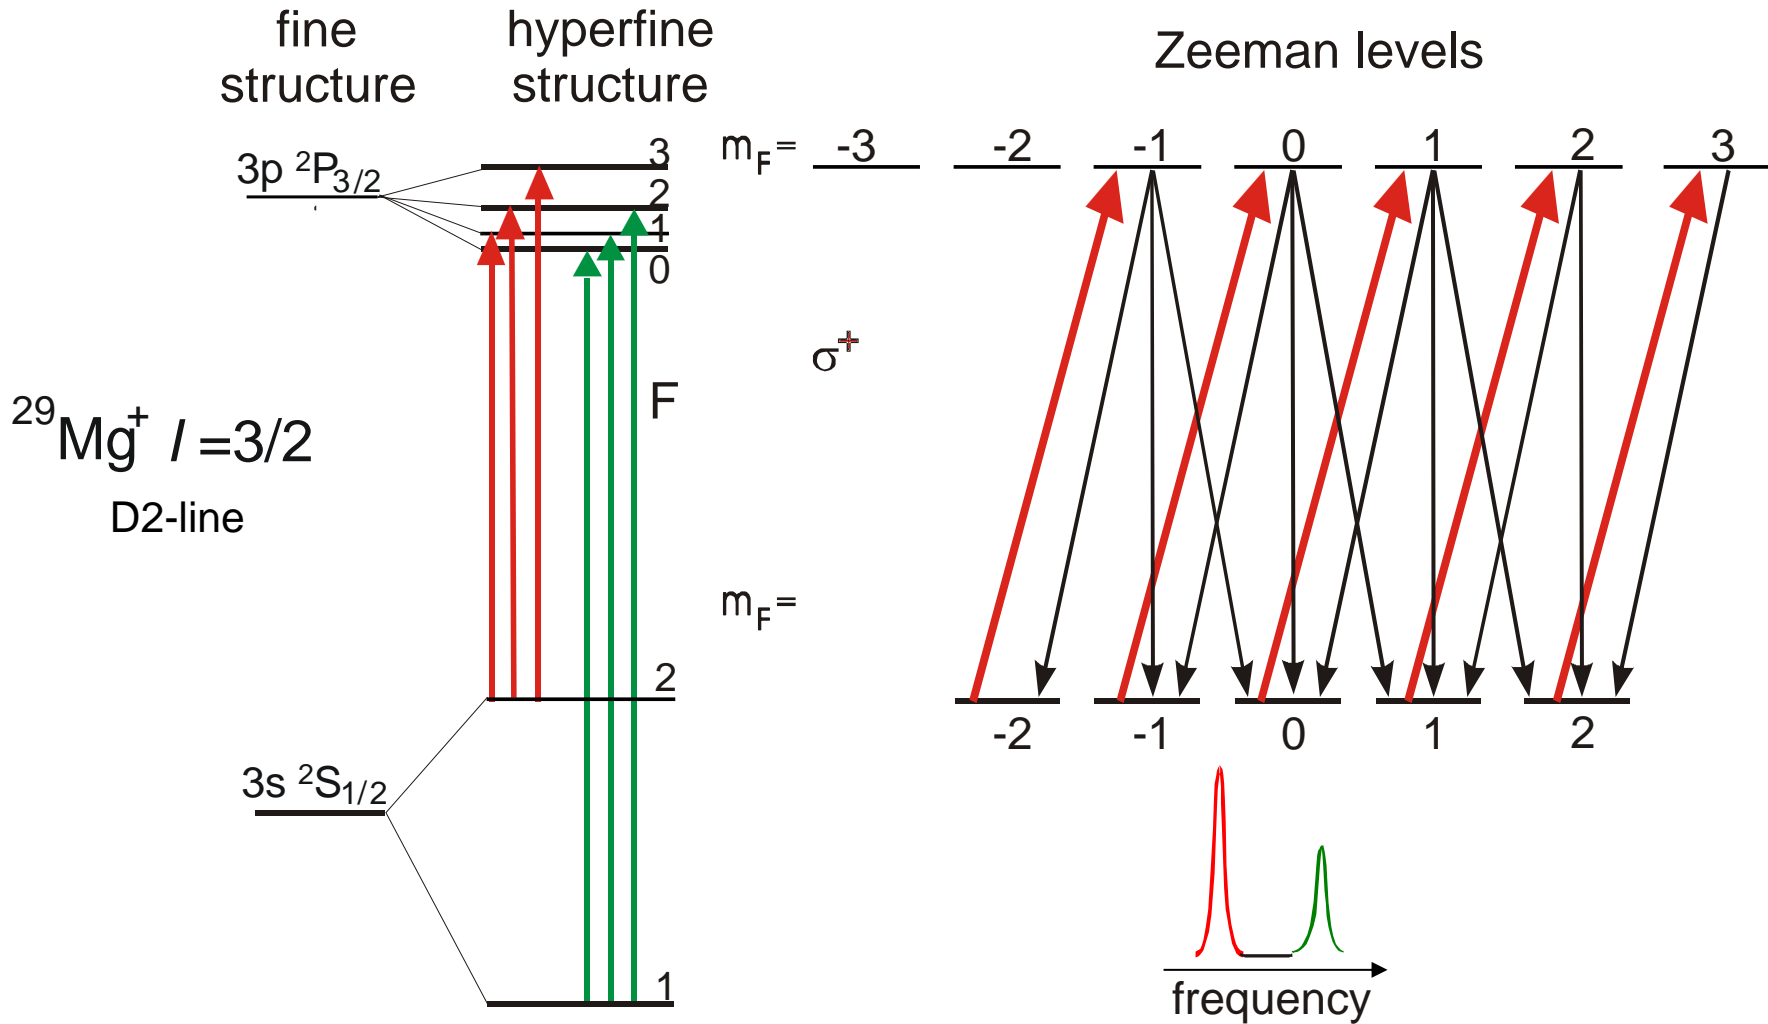 fine structure
hyperfine structure
Zeeman levels
3p ²P₃/₂
3
2
1
0
m_F = -3 -2 -1 0 1 2 3
σ⁺
F
²⁹Mg⁺ I =3/2
D2-line
m_F =
2
-2 -1 0 1 2
3s ²S₁/₂
1
frequency